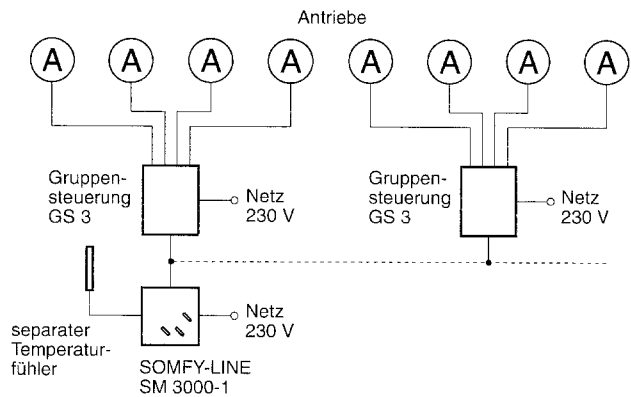 Antriebe
A A A A A A A A
Gruppen-
steuerung
GS 3
Netz
230 V
Gruppen-
steuerung
GS 3
Netz
230 V
separater
Temperatur-
fühler
Netz
230 V
SOMFY-LINE
SM 3000-1